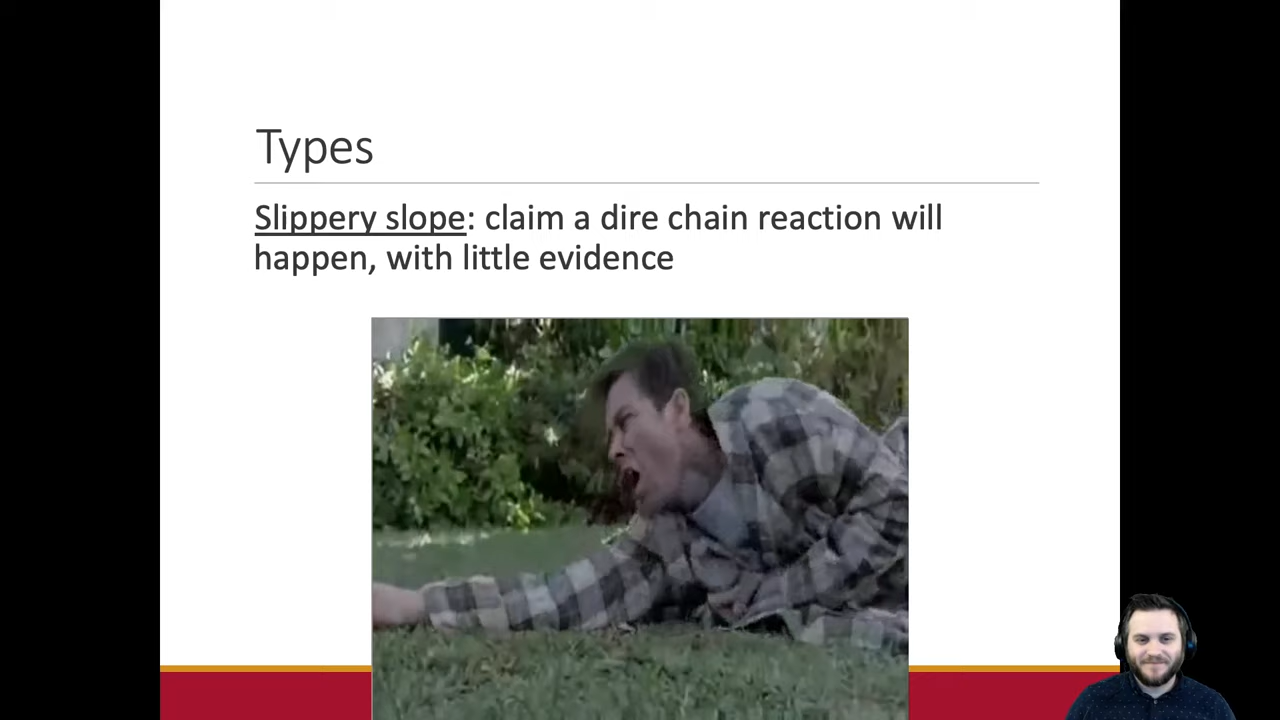 Types
Slippery slope: claim a dire chain reaction will
happen, with little evidence